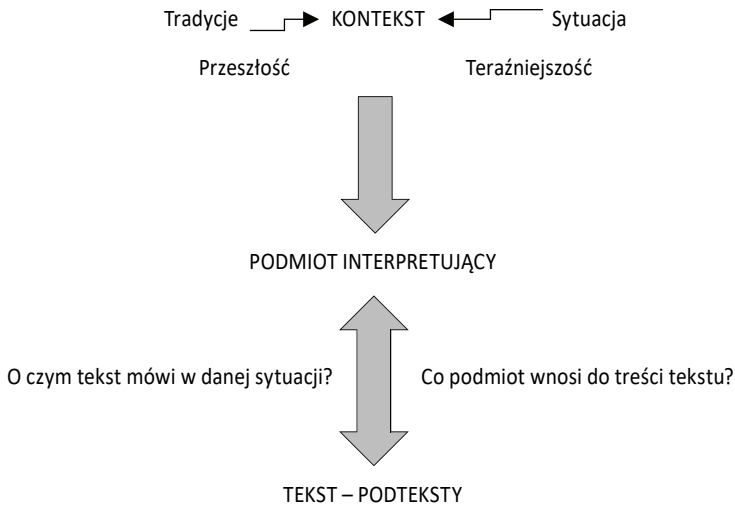 Tradycje KONTEKST Sytuacja
Przeszłość Teraźniejszość
PODMIOT INTERPRETUJĄCY
O czym tekst mówi w danej sytuacji? Co podmiot wnosi do treści tekstu?
TEKST – PODTEKSTY